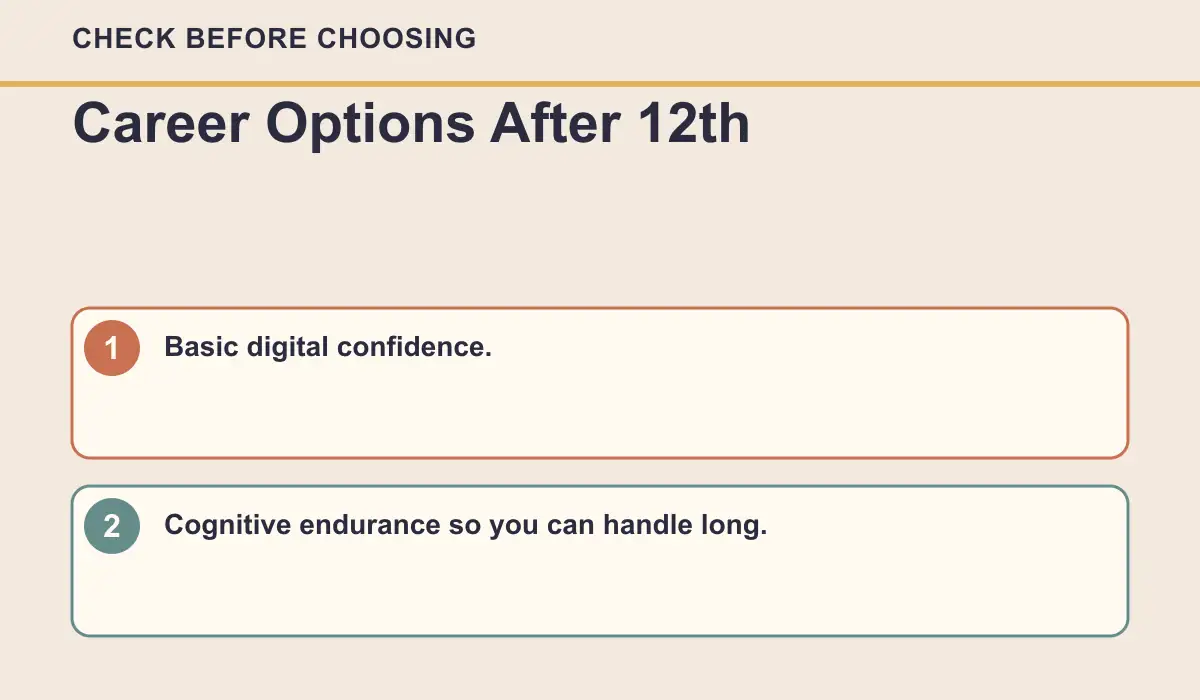 CHECK BEFORE CHOOSING
Career Options After 12th
1 Basic digital confidence.
2 Cognitive endurance so you can handle long.